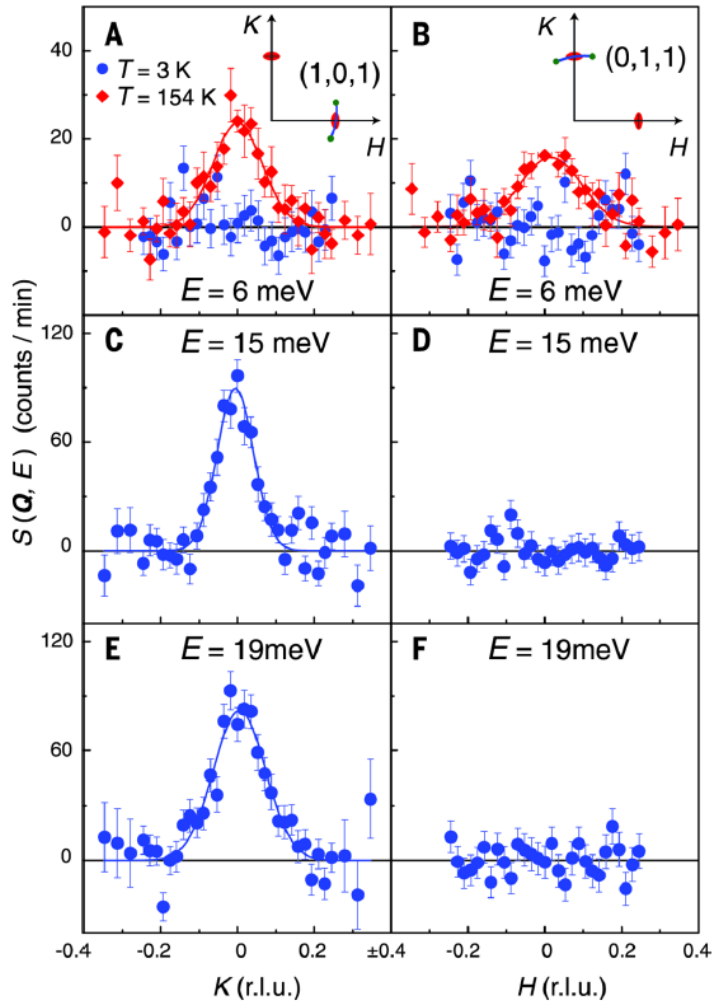 A
T = 3 K
T = 154 K
K
(1,0,1)
H
E = 6 meV
B
K
(0,1,1)
H
E = 6 meV
40
20
0
C
E = 15 meV
D
E = 15 meV
120
60
0
E
E = 19meV
F
E = 19meV
120
60
0
S (Q, E) (counts / min)
-0.4
-0.2
0
0.2
±0.4
-0.2
0
0.2
0.4
K (r.l.u.)
H (r.l.u.)